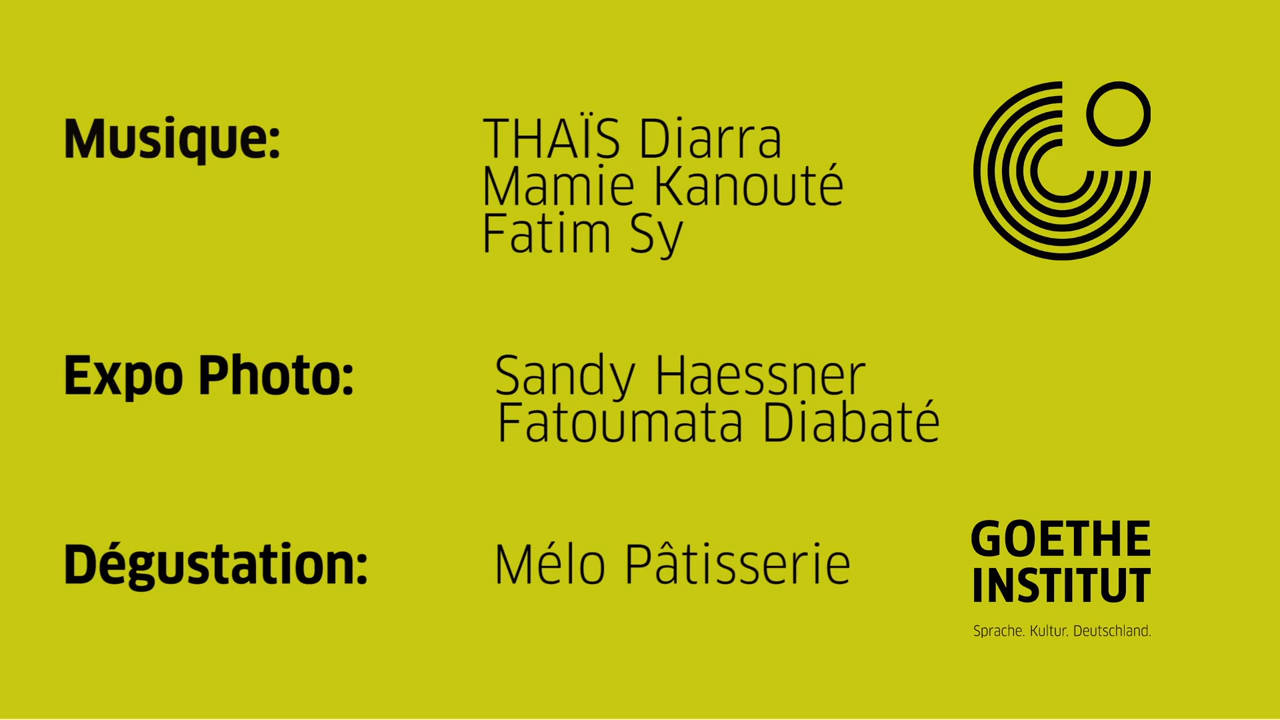 Musique:
THAÏS Diarra
Mamie Kanouté
Fatim Sy
Expo Photo:
Sandy Haessner
Fatoumata Diabaté
Dégustation:
Mélo Pâtisserie
GOETHE
INSTITUT
Sprache. Kultur. Deutschland.